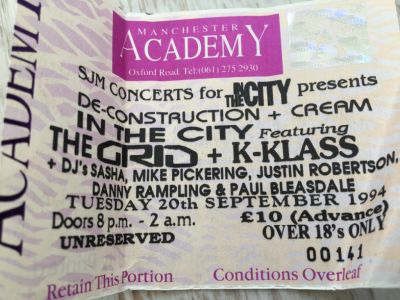 ACADEMY
MANCHESTER
ACADEMY
Oxford Road. Tel:(061) 275 2930
SJM CONCERTS for IN THE CITY presents
DE-CONSTRUCTION + CREAM
IN THE CITY Featuring
THE GRID + K-KLASS
+ DJ's SASHA, MIKE PICKERING, JUSTIN ROBERTSON,
DANNY RAMPLING & PAUL BLEASDALE
TUESDAY 20th SEPTEMBER 1994
Doors 8 p.m. - 2 a.m. £10 (Advance)
UNRESERVED OVER 18's ONLY
00141
Retain This Portion Conditions Overleaf